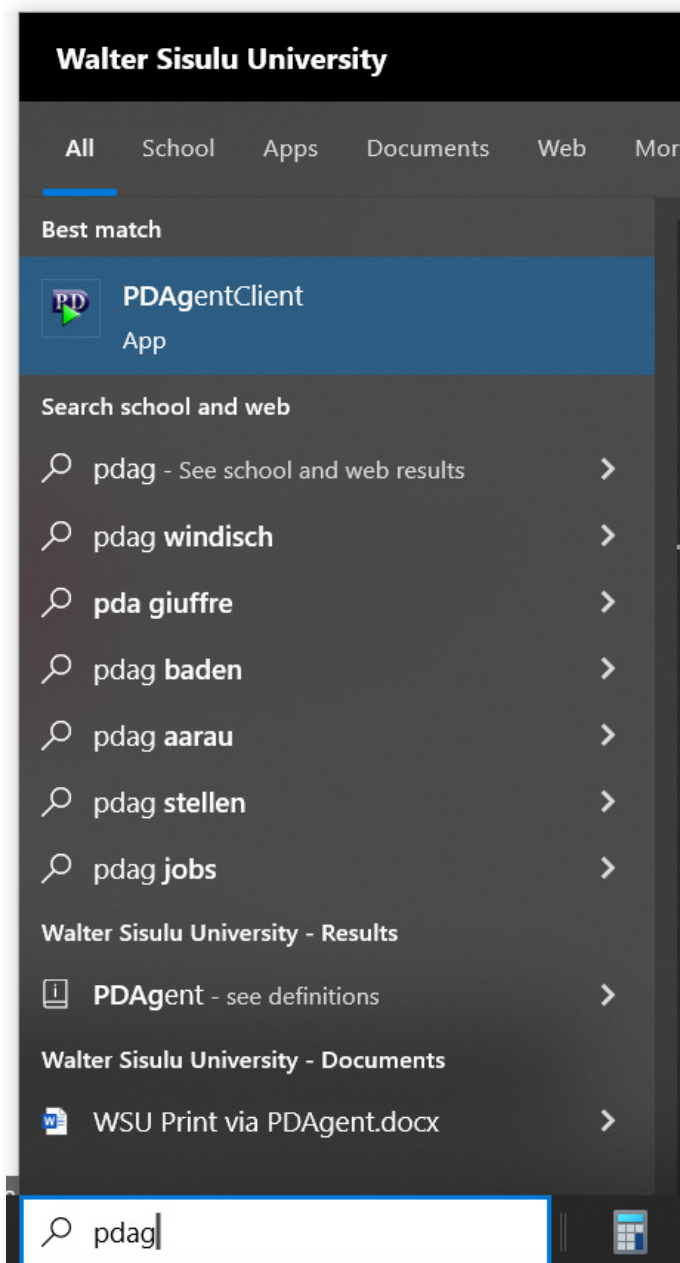 Walter Sisulu University
All School Apps Documents Web Mor
Best match
PD
PDAgentClient
App
Search school and web
pdag - See school and web results
pdag windisch
pda giuffre
pdag baden
pdag aarau
pdag stellen
pdag jobs
Walter Sisulu University - Results
PDAgent - see definitions
Walter Sisulu University - Documents
W WSU Print via PDAgent.docx
pdag